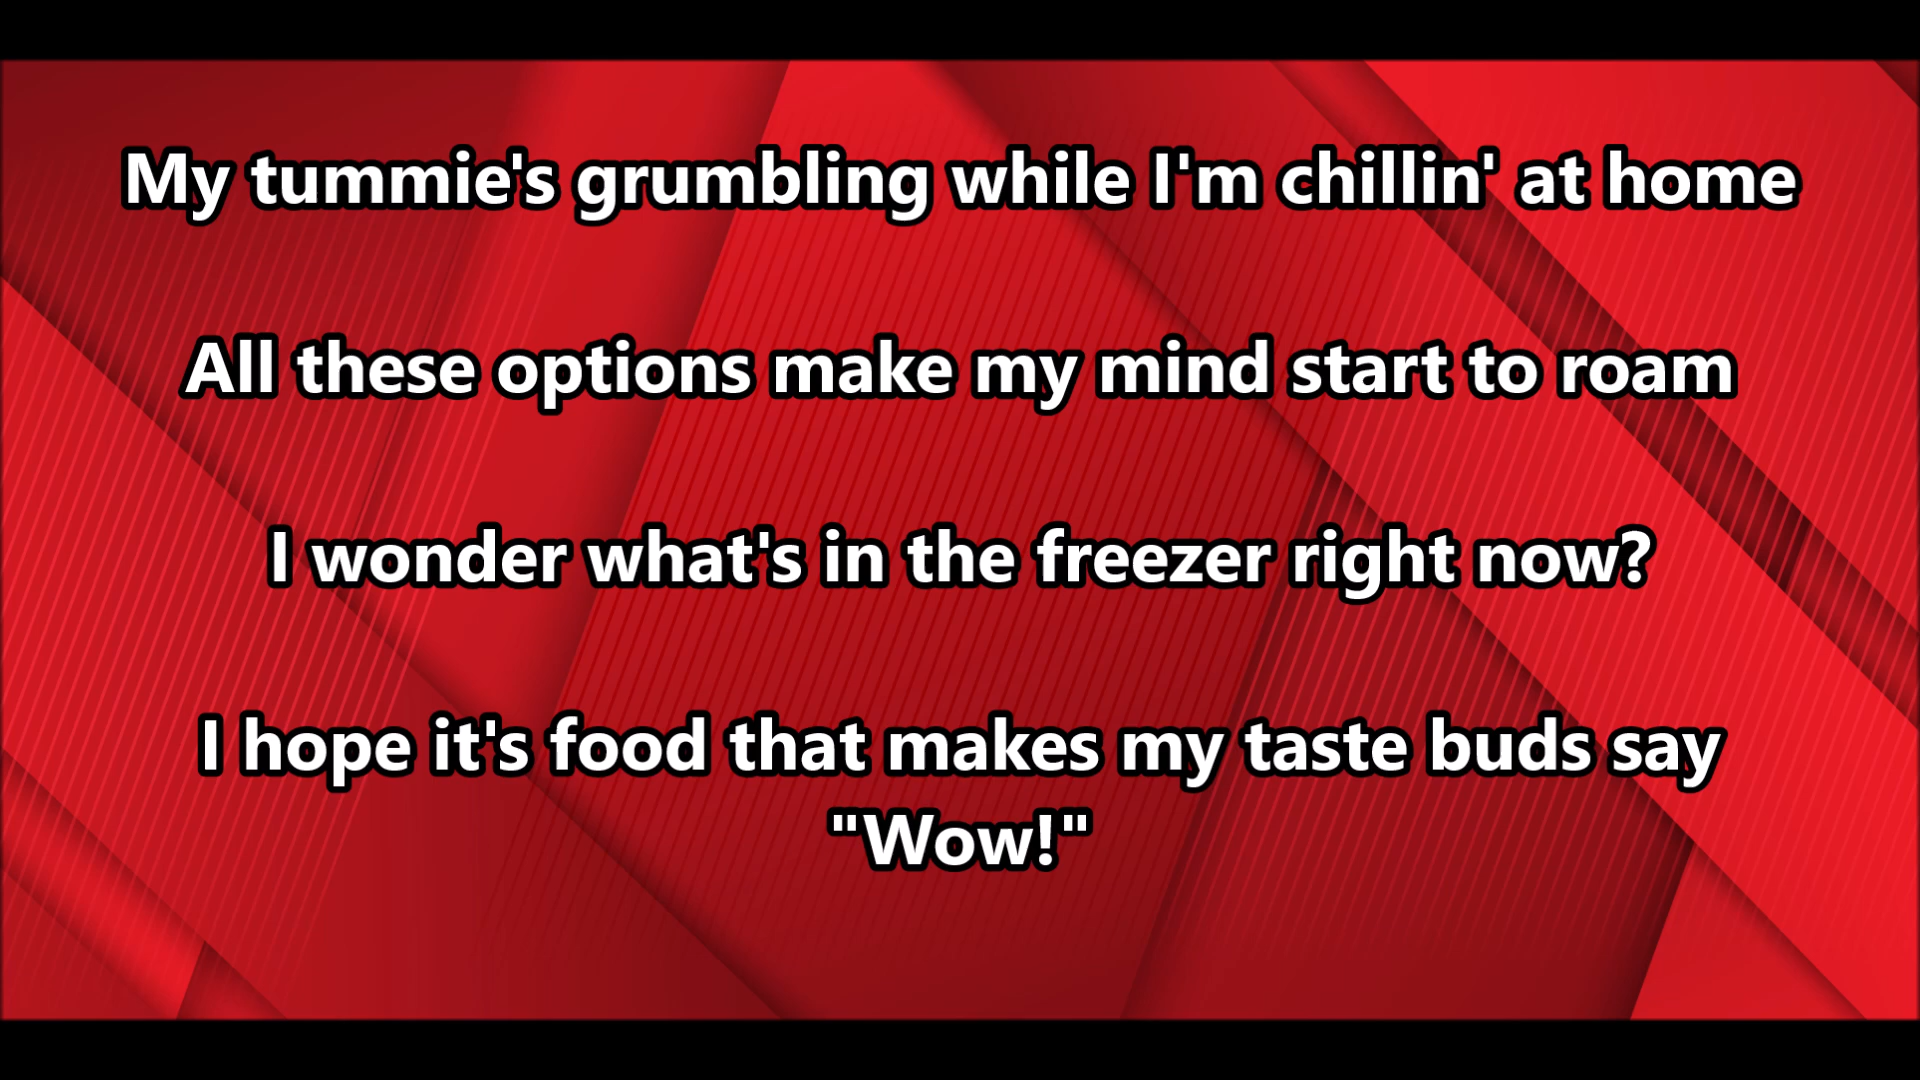 My tummie's grumbling while I'm chillin' at home
All these options make my mind start to roam
I wonder what's in the freezer right now?
I hope it's food that makes my taste buds say
"Wow!"